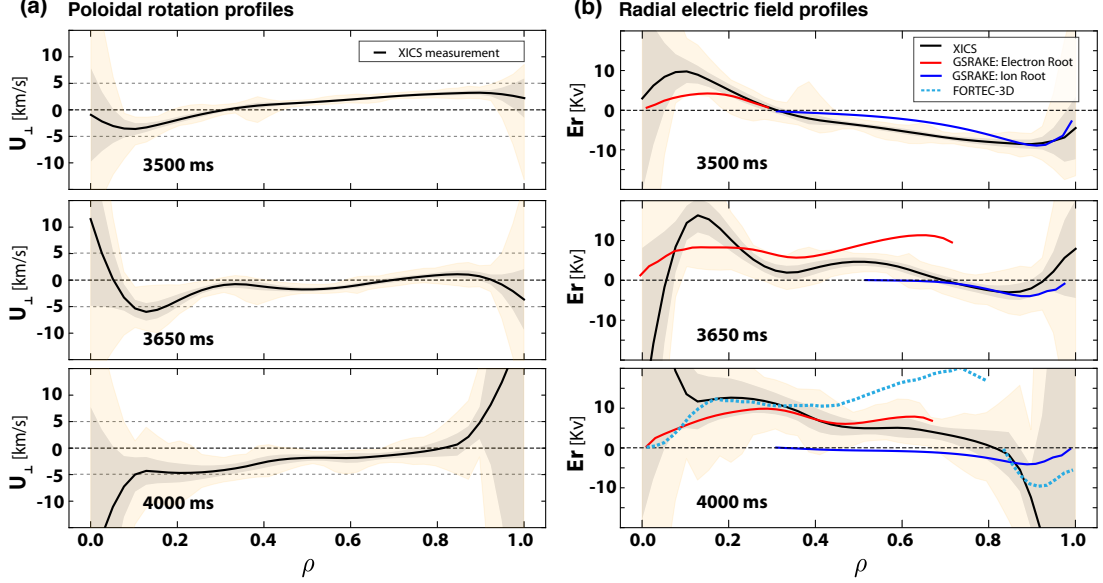 (a) Poloidal rotation profiles
U⊥ [km/s]
10
5
0
-5
-10
XICS measurement
3500 ms
U⊥ [km/s]
10
5
0
-5
-10
3650 ms
U⊥ [km/s]
10
5
0
-5
-10
4000 ms
0.0 0.2 0.4 0.6 0.8 1.0
ρ
(b) Radial electric field profiles
Er [Kv]
10
0
-10
XICS
GSRAKE: Electron Root
GSRAKE: Ion Root
FORTEC-3D
3500 ms
Er [Kv]
10
0
-10
3650 ms
Er [Kv]
10
0
-10
4000 ms
0.0 0.2 0.4 0.6 0.8 1.0
ρ